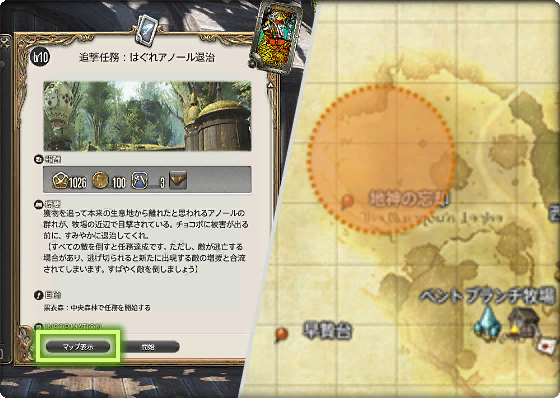 lv10
追撃任務：はぐれアノール退治
報酬
1026
100
3
概要
獲物を追って本来の生息地から離れたと思われるアノールの
群れが、牧場の近辺で目撃されている。チョコボに被害が出る
前に、すみやかに退治してくれ。
【すべての敵を倒すと任務達成です。ただし、敵が逃亡する
場合があり、逃げ切られると新たに出現する敵の増援と合流
されてしまいます。すばやく敵を倒しましょう】
目的
黒衣森：中央森林で任務を開始する
INFORMATION
マップ表示
開始
地神の忘れ
ベントブランチ牧場
早贄台